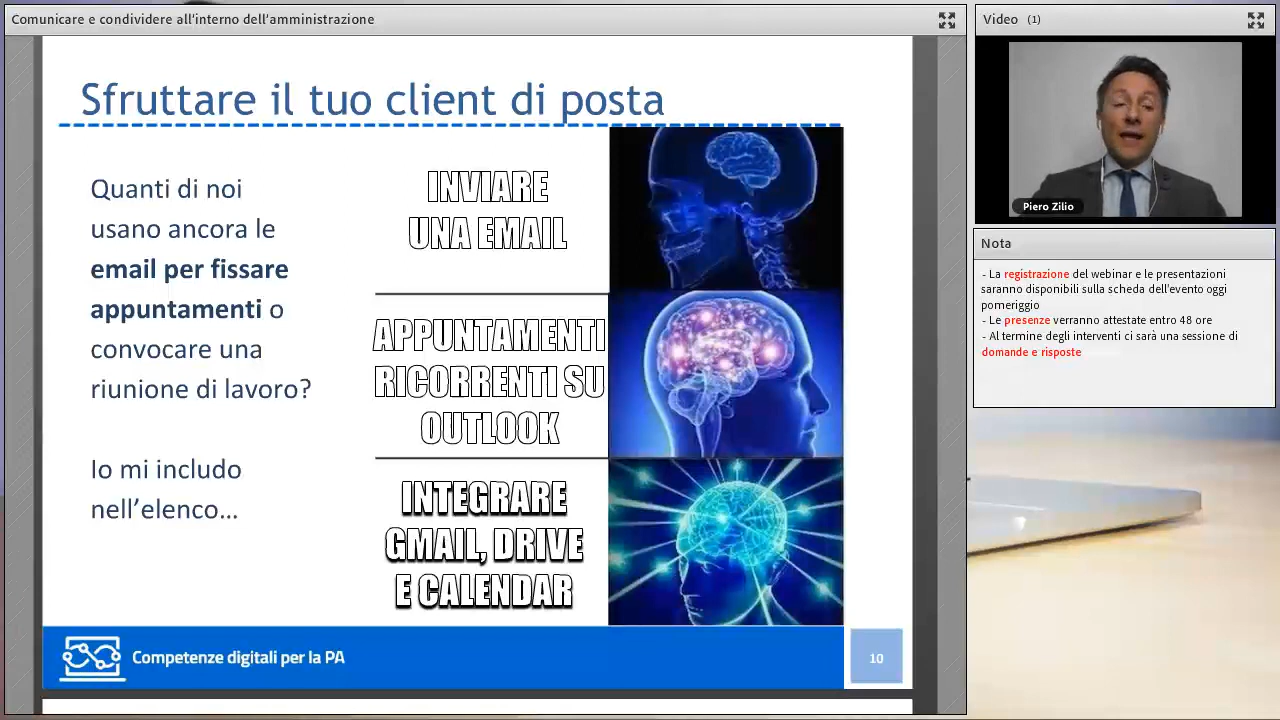 Comunicare e condividere all'interno dell'amministrazione
Sfruttare il tuo client di posta
Quanti di noi
usano ancora le
email per fissare
appuntamenti o
convocare una
riunione di lavoro?
Io mi includo
nell'elenco…
INVIARE
UNA EMAIL
APPUNTAMENTI
RICORRENTI SU
OUTLOOK
INTEGRARE
GMAIL, DRIVE
E CALENDAR
Competenze digitali per la PA
10
Video (1)
Piero Zilio
Nota
- La registrazione del webinar e le presentazioni
saranno disponibili sulla scheda dell'evento oggi
pomeriggio
- Le presenze verranno attestate entro 48 ore
- Al termine degli interventi ci sarà una sessione di
domande e risposte